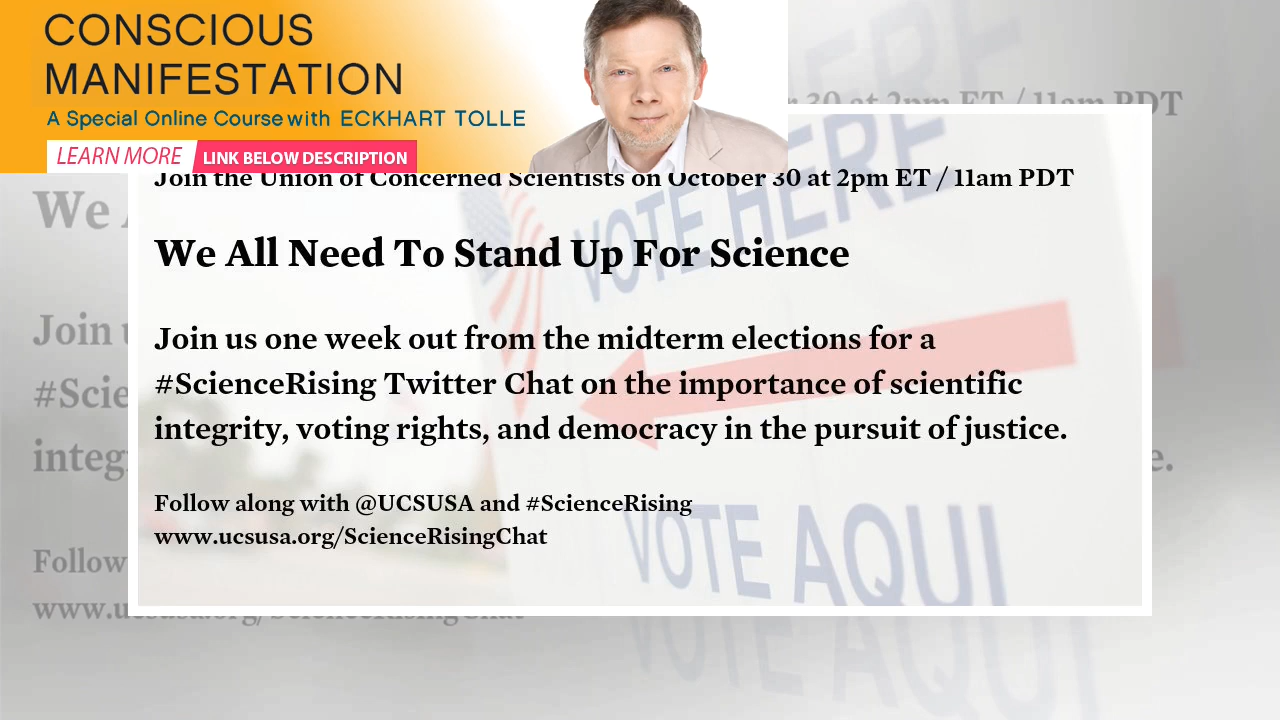 CONSCIOUS
MANIFESTATION
A Special Online Course with ECKHART TOLLE
LEARN MORE LINK BELOW DESCRIPTION
Join the Union of Concerned Scientists on October 30 at 2pm ET / 11am PDT
We All Need To Stand Up For Science
Join us one week out from the midterm elections for a
#ScienceRising Twitter Chat on the importance of scientific
integrity, voting rights, and democracy in the pursuit of justice.
Follow along with @UCSUSA and #ScienceRising
www.ucsusa.org/ScienceRisingChat
VOTE HERE
VOTE AQUI